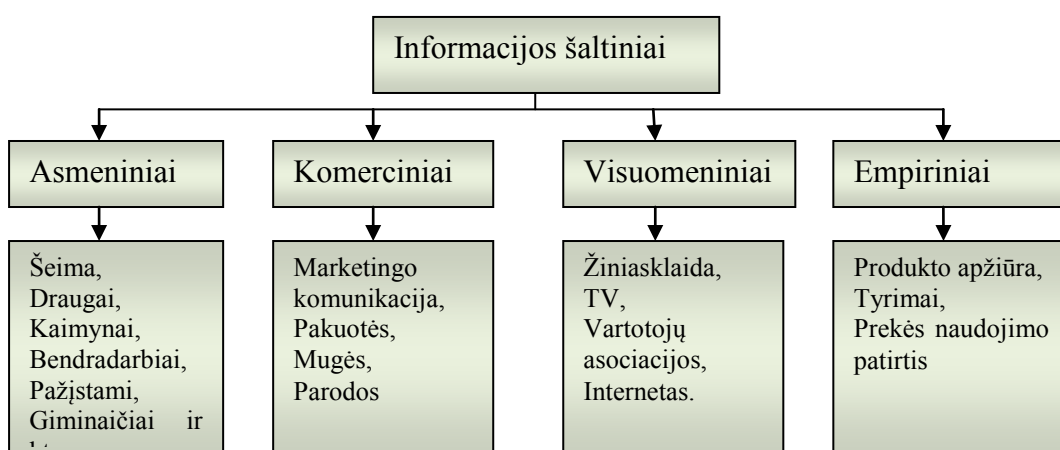 Informacijos šaltiniai
Asmeniniai
Komerciniai
Visuomeniniai
Empiriniai
Šeima,
Draugai,
Kaimynai,
Bendradarbiai,
Pažįstami,
Giminaičiai ir
Marketingo
komunikacija,
Pakuotės,
Mugės,
Parodos
Žiniasklaida,
TV,
Vartotojų
asociacijos,
Internetas.
Produkto apžiūra,
Tyrimai,
Prekės naudojimo
patirtis